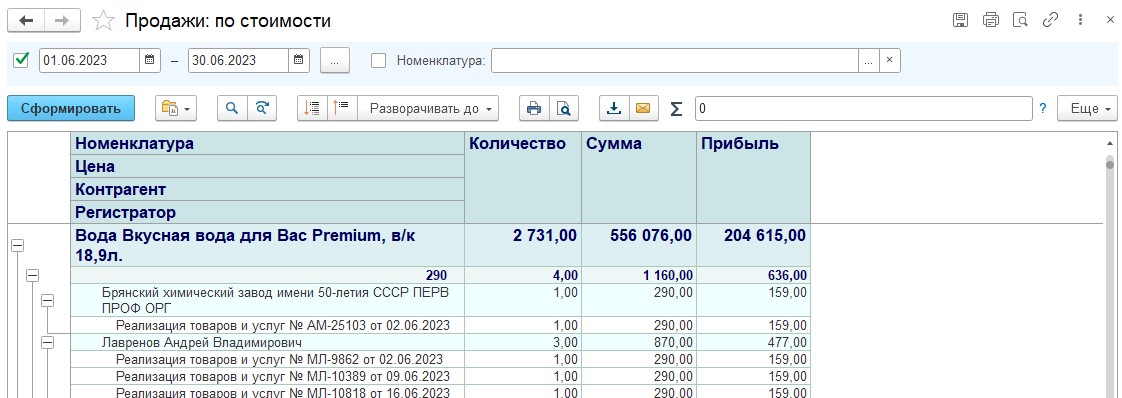 Продажи: по стоимости
01.06.2023 – 30.06.2023 ... Номенклатура: ... ×
Сформировать Разворачивать до Σ 0 ? Еще
Номенклатура Количество Сумма Прибыль
Цена
Контрагент
Регистратор
Вода Вкусная вода для Вас Premium, в/к 2 731,00 556 076,00 204 615,00
18,9л.
290 4,00 1 160,00 636,00
Брянский химический завод имени 50-летия СССР ПЕРВ 1,00 290,00 159,00
ПРОФ ОРГ
Реализация товаров и услуг № АМ-25103 от 02.06.2023 1,00 290,00 159,00
Лавренов Андрей Владимирович 3,00 870,00 477,00
Реализация товаров и услуг № МЛ-9862 от 02.06.2023 1,00 290,00 159,00
Реализация товаров и услуг № МЛ-10389 от 09.06.2023 1,00 290,00 159,00
Реализация товаров и услуг № МЛ-10818 от 16.06.2023 1,00 290,00 159,00